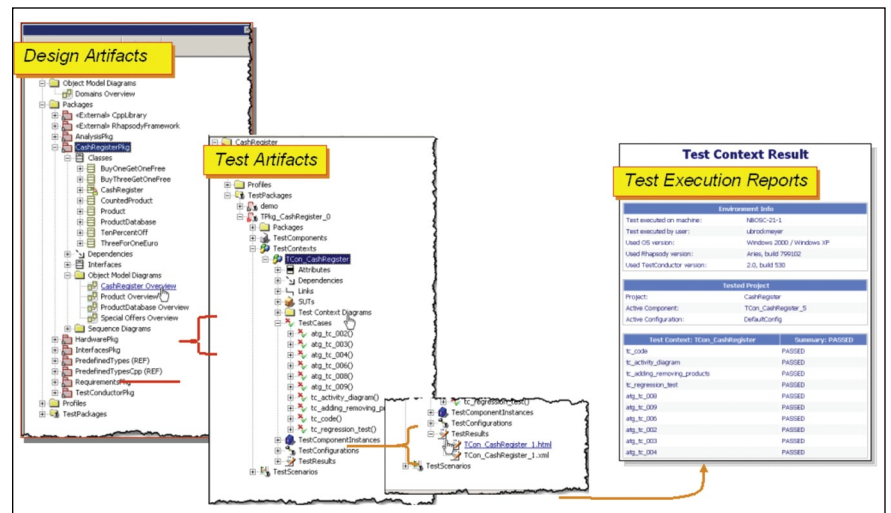 Design Artifacts
Object Model Diagrams
Domains Overview
Packages
«External» CppLibrary
«External» RhapsodyFramework
AnalysisPkg
CashRegisterPkg
Classes
BuyOneGetOneFree
BuyThreeGetOneFree
CashRegister
CountedProduct
Product
ProductDatabase
TenPercentOff
ThreeForOneEuro
Dependencies
Interfaces
Object Model Diagrams
CashRegister Overview
Product Overview
ProductDatabase Overview
Special Offers Overview
Sequence Diagrams
HardwarePkg
InterfacesPkg
PredefinedTypes (REF)
PredefinedTypesCpp (REF)
RequirementsPkg
TestConductorPkg
Profiles
TestPackages
CashRegister
Test Artifacts
Profiles
TestPackages
demo
TPkg_CashRegister_0
Packages
TestComponents
TestContexts
TCon_CashRegister
Attributes
Dependencies
Links
SUTs
Test Context Diagrams
TestCases
atg_tc_002()
atg_tc_003()
atg_tc_004()
atg_tc_006()
atg_tc_008()
atg_tc_009()
tc_activity_diagram()
tc_adding_removing_p
tc_code()
tc_regression_test()
TestComponentInstances
TestConfigurations
TestResults
TestScenarios
tc_regression_test()
TestComponentInstances
TestConfigurations
TestResults
TCon_CashRegister_1.html
TCon_CashRegister_1.xml
TestScenarios
Test Context Result
Test Execution Reports
Environment Info
Test executed on machine: NBOSC-21-1
Test executed by user: ubrockmeyer
Used OS version: Windows 2000 / Windows XP
Used Rhapsody version: Aries, build 799102
Used TestConductor version: 2.0, build 530
Tested Project
Project: CashRegister
Active Component: TCon_CashRegister_5
Active Configuration: DefaultConfig
Test Context: TCon_CashRegister Summary: PASSED
tc_code PASSED
tc_activity_diagram PASSED
tc_adding_removing_products PASSED
tc_regression_test PASSED
atg_tc_008 PASSED
atg_tc_009 PASSED
atg_tc_006 PASSED
atg_tc_002 PASSED
atg_tc_003 PASSED
atg_tc_004 PASSED